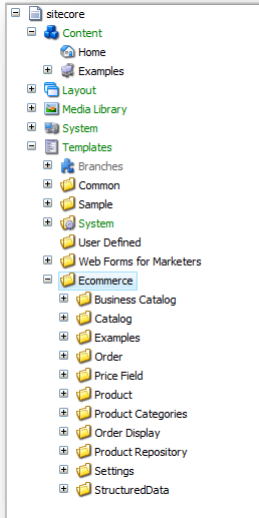 sitecore
Content
Home
Examples
Layout
Media Library
System
Templates
Branches
Common
Sample
System
User Defined
Web Forms for Marketers
Ecommerce
Business Catalog
Catalog
Examples
Order
Price Field
Product
Product Categories
Order Display
Product Repository
Settings
StructuredData